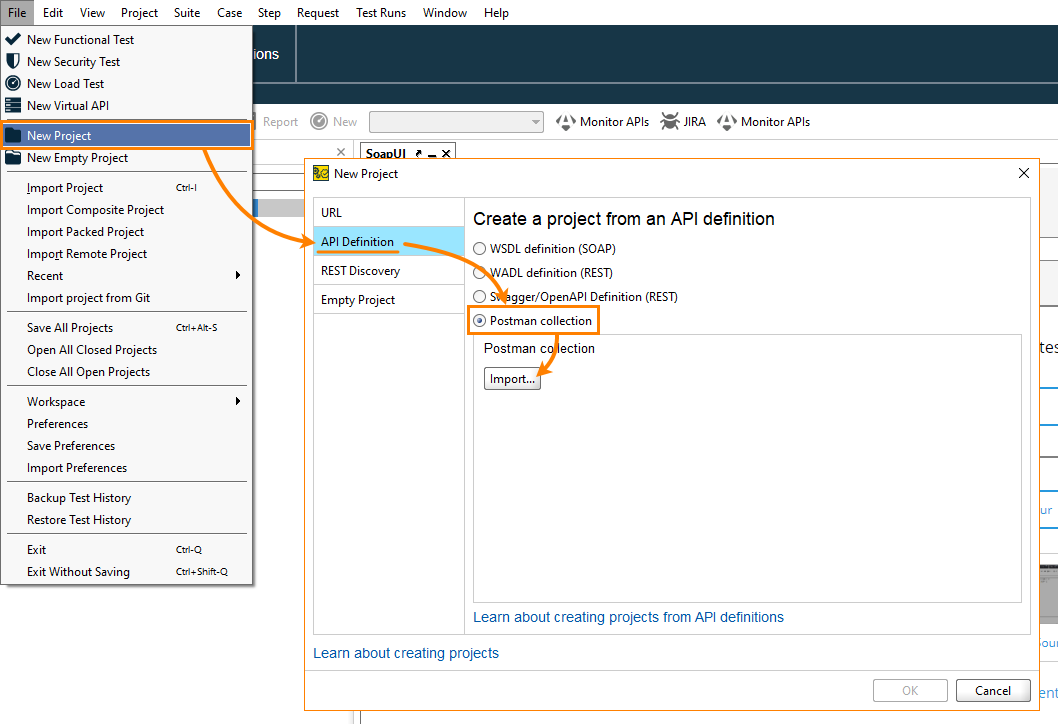 File Edit View Project Suite Case Step Request Test Runs Window Help
New Functional Test
New Security Test
New Load Test
New Virtual API
New Project
New Empty Project
Import Project Ctrl-I
Import Composite Project
Import Packed Project
Import Remote Project
Recent
Import project from Git
Save All Projects Ctrl+Alt-S
Open All Closed Projects
Close All Open Projects
Workspace
Preferences
Save Preferences
Import Preferences
Backup Test History
Restore Test History
Exit Ctrl-Q
Exit Without Saving Ctrl+Shift-Q
ions
Report New Monitor APIs JIRA Monitor APIs
SoapUI
New Project
URL
API Definition
REST Discovery
Empty Project
Create a project from an API definition
WSDL definition (SOAP)
WADL definition (REST)
Swagger/OpenAPI Definition (REST)
Postman collection
Postman collection
Import...
Learn about creating projects from API definitions
Learn about creating projects
OK Cancel
tes
ur
our
ent